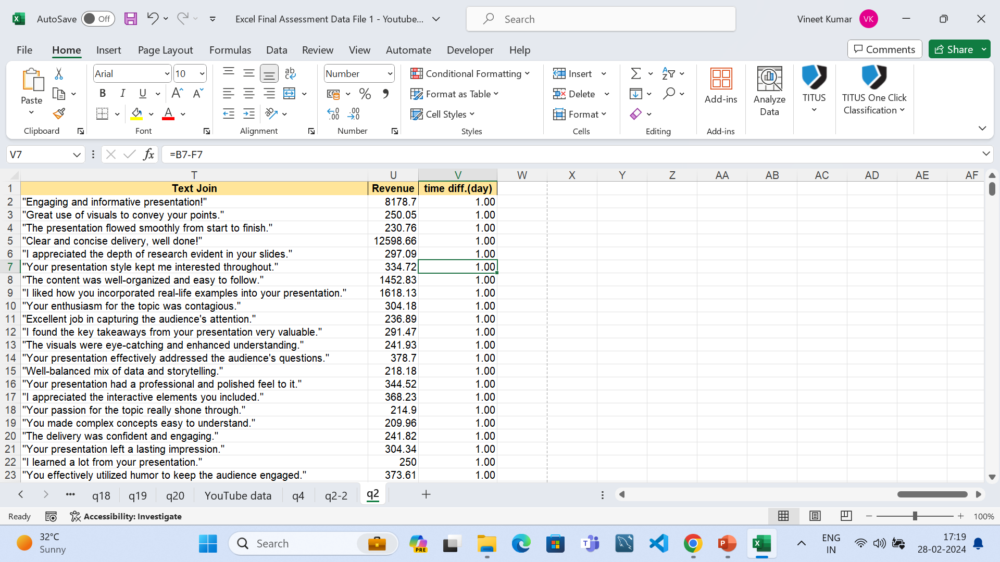 AutoSave Off Excel Final Assessment Data File 1 - Youtube... Search Vineet Kumar VK
File Home Insert Page Layout Formulas Data Review View Automate Developer Help Comments Share
Paste
Clipboard
Arial 10
B I U A A
A
Font
ab
Alignment
Number
% 9
Number
Conditional Formatting
Format as Table
Cell Styles
Styles
Insert
Delete
Format
Cells
Editing
Add-ins
Add-ins
Analyze
Data
TITUS
TITUS One Click
Classification
V7 fx =B7-F7
T U V W X Y Z AA AB AC AD AE AF
1 Text Join Revenue time diff.(day)
2 "Engaging and informative presentation!" 8178.7 1.00
3 "Great use of visuals to convey your points." 250.05 1.00
4 "The presentation flowed smoothly from start to finish." 230.76 1.00
5 "Clear and concise delivery, well done!" 12598.66 1.00
6 "I appreciated the depth of research evident in your slides." 297.09 1.00
7 "Your presentation style kept me interested throughout." 334.72 1.00
8 "The content was well-organized and easy to follow." 1452.83 1.00
9 "I liked how you incorporated real-life examples into your presentation." 1618.13 1.00
10 "Your enthusiasm for the topic was contagious." 304.18 1.00
11 "Excellent job in capturing the audience's attention." 236.89 1.00
12 "I found the key takeaways from your presentation very valuable." 291.47 1.00
13 "The visuals were eye-catching and enhanced understanding." 241.93 1.00
14 "Your presentation effectively addressed the audience's questions." 378.7 1.00
15 "Well-balanced mix of data and storytelling." 218.18 1.00
16 "Your presentation had a professional and polished feel to it." 344.52 1.00
17 "I appreciated the interactive elements you included." 368.23 1.00
18 "Your passion for the topic really shone through." 214.9 1.00
19 "You made complex concepts easy to understand." 209.96 1.00
20 "The delivery was confident and engaging." 241.82 1.00
21 "Your presentation left a lasting impression." 304.34 1.00
22 "I learned a lot from your presentation." 250 1.00
23 "You effectively utilized humor to keep the audience engaged." 373.61 1.00
... q18 q19 q20 YouTube data q4 q2-2 q2 +
Ready Accessibility: Investigate 100%
32°C
Sunny
Search
PRE
ENG
IN
17:19
28-02-2024